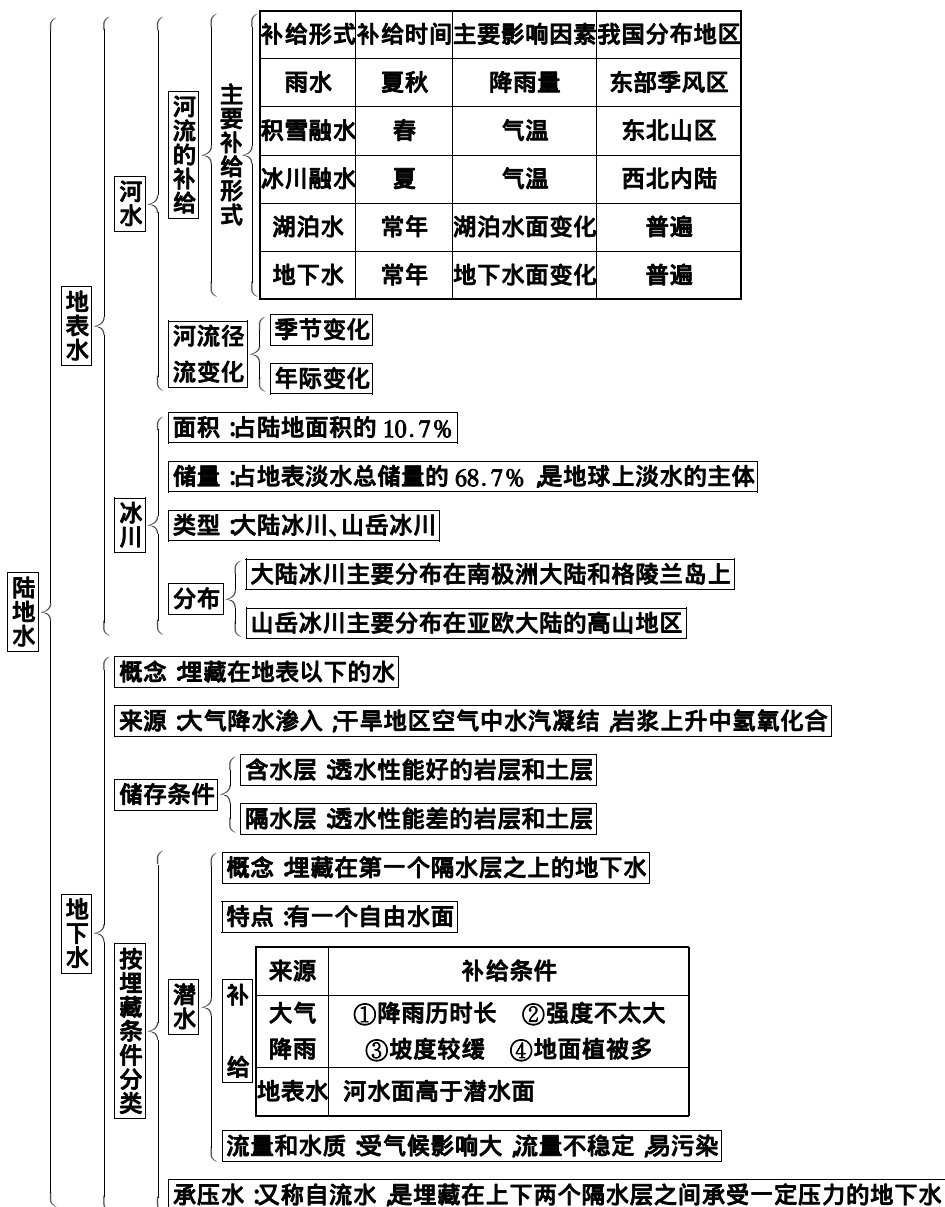 陆地水
地表水
河水
河流的补给
主要补给形式
补给形式 补给时间 主要影响因素 我国分布地区
雨水 夏秋 降雨量 东部季风区
积雪融水 春 气温 东北山区
冰川融水 夏 气温 西北内陆
湖泊水 常年 湖泊水面变化 普遍
地下水 常年 地下水面变化 普遍
河流径
流变化
季节变化
年际变化
冰川
面积:占陆地面积的10.7%
储量:占地表淡水总储量的68.7%,是地球上淡水的主体
类型:大陆冰川、山岳冰川
分布
大陆冰川主要分布在南极洲大陆和格陵兰岛上
山岳冰川主要分布在亚欧大陆的高山地区
地下水
概念:埋藏在地表以下的水
来源:大气降水渗入;干旱地区空气中水汽凝结,岩浆上升中氢氧化合
储存条件
含水层:透水性能好的岩层和土层
隔水层:透水性能差的岩层和土层
按埋藏条件分类
潜水
概念:埋藏在第一个隔水层之上的地下水
特点:有一个自由水面
补给
来源 补给条件
大气 ①降雨历时长 ②强度不太大
降雨 ③坡度较缓 ④地面植被多
地表水 河水面高于潜水面
流量和水质:受气候影响大,流量不稳定,易污染
承压水:又称自流水,是埋藏在上下两个隔水层之间承受一定压力的地下水